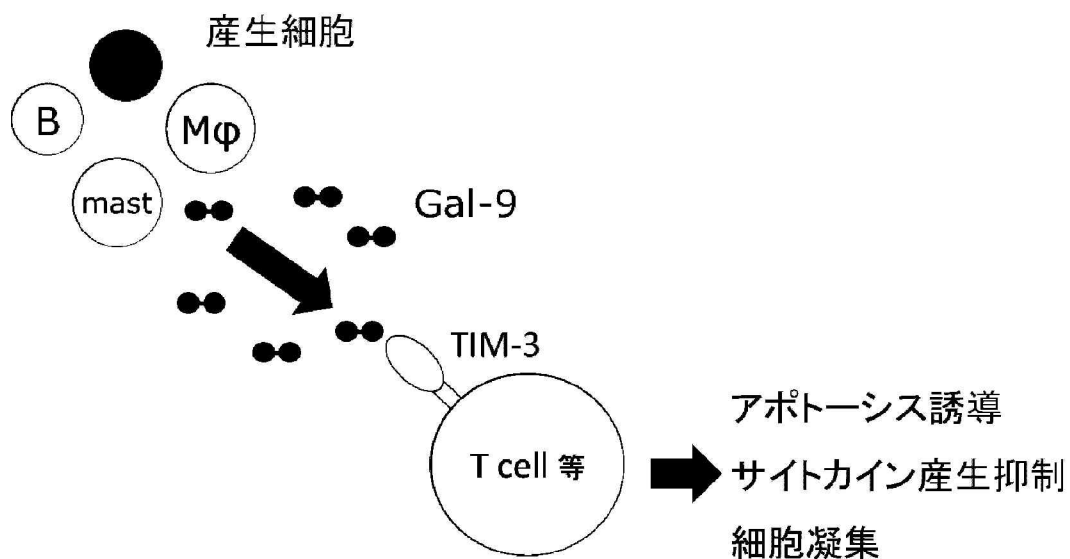 産生細胞
B
Mφ
mast
Gal-9
TIM-3
T cell 等
アポトーシス誘導
サイトカイン産生抑制
細胞凝集